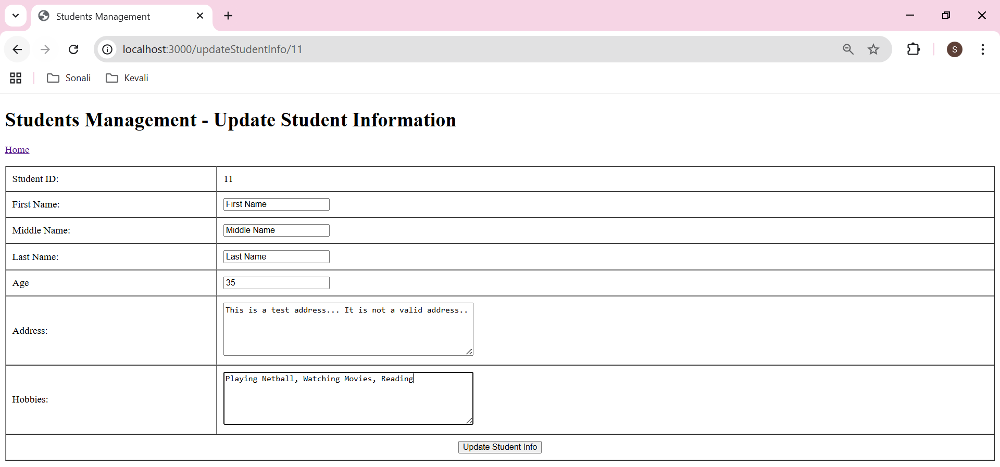 Students Management
localhost:3000/updateStudentInfo/11
S
Sonali
Kevali
Students Management - Update Student Information
Home
Student ID: 11
First Name: First Name
Middle Name: Middle Name
Last Name: Last Name
Age 35
Address: This is a test address... It is not a valid address..
Hobbies: Playing Netball, Watching Movies, Reading
Update Student Info